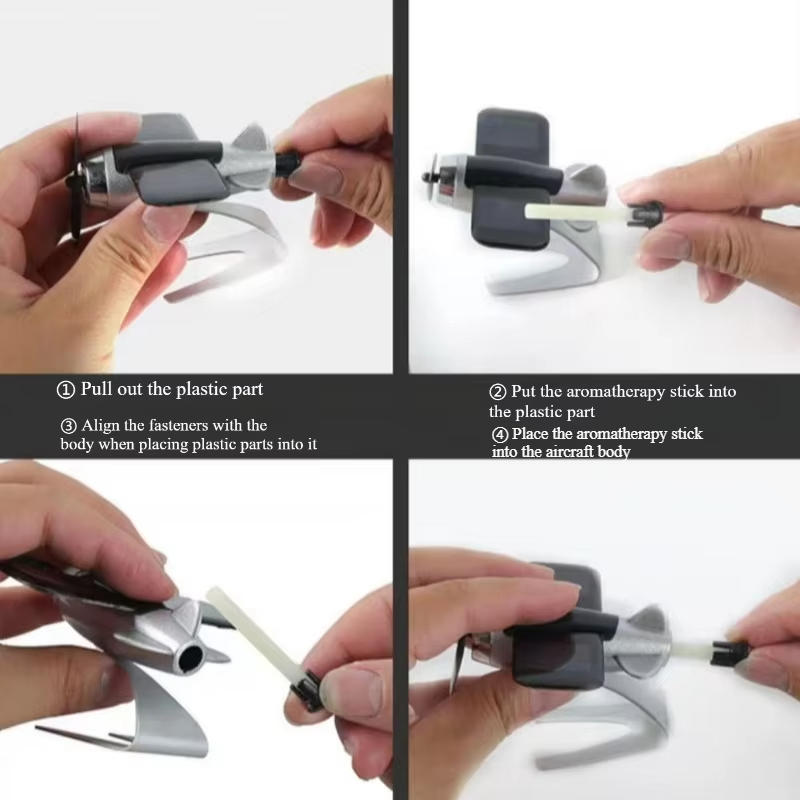 ① Pull out the plastic part
② Put the aromatherapy stick into
the plastic part
③ Align the fasteners with the
body when placing plastic parts into it
④ Place the aromatherapy stick
into the aircraft body